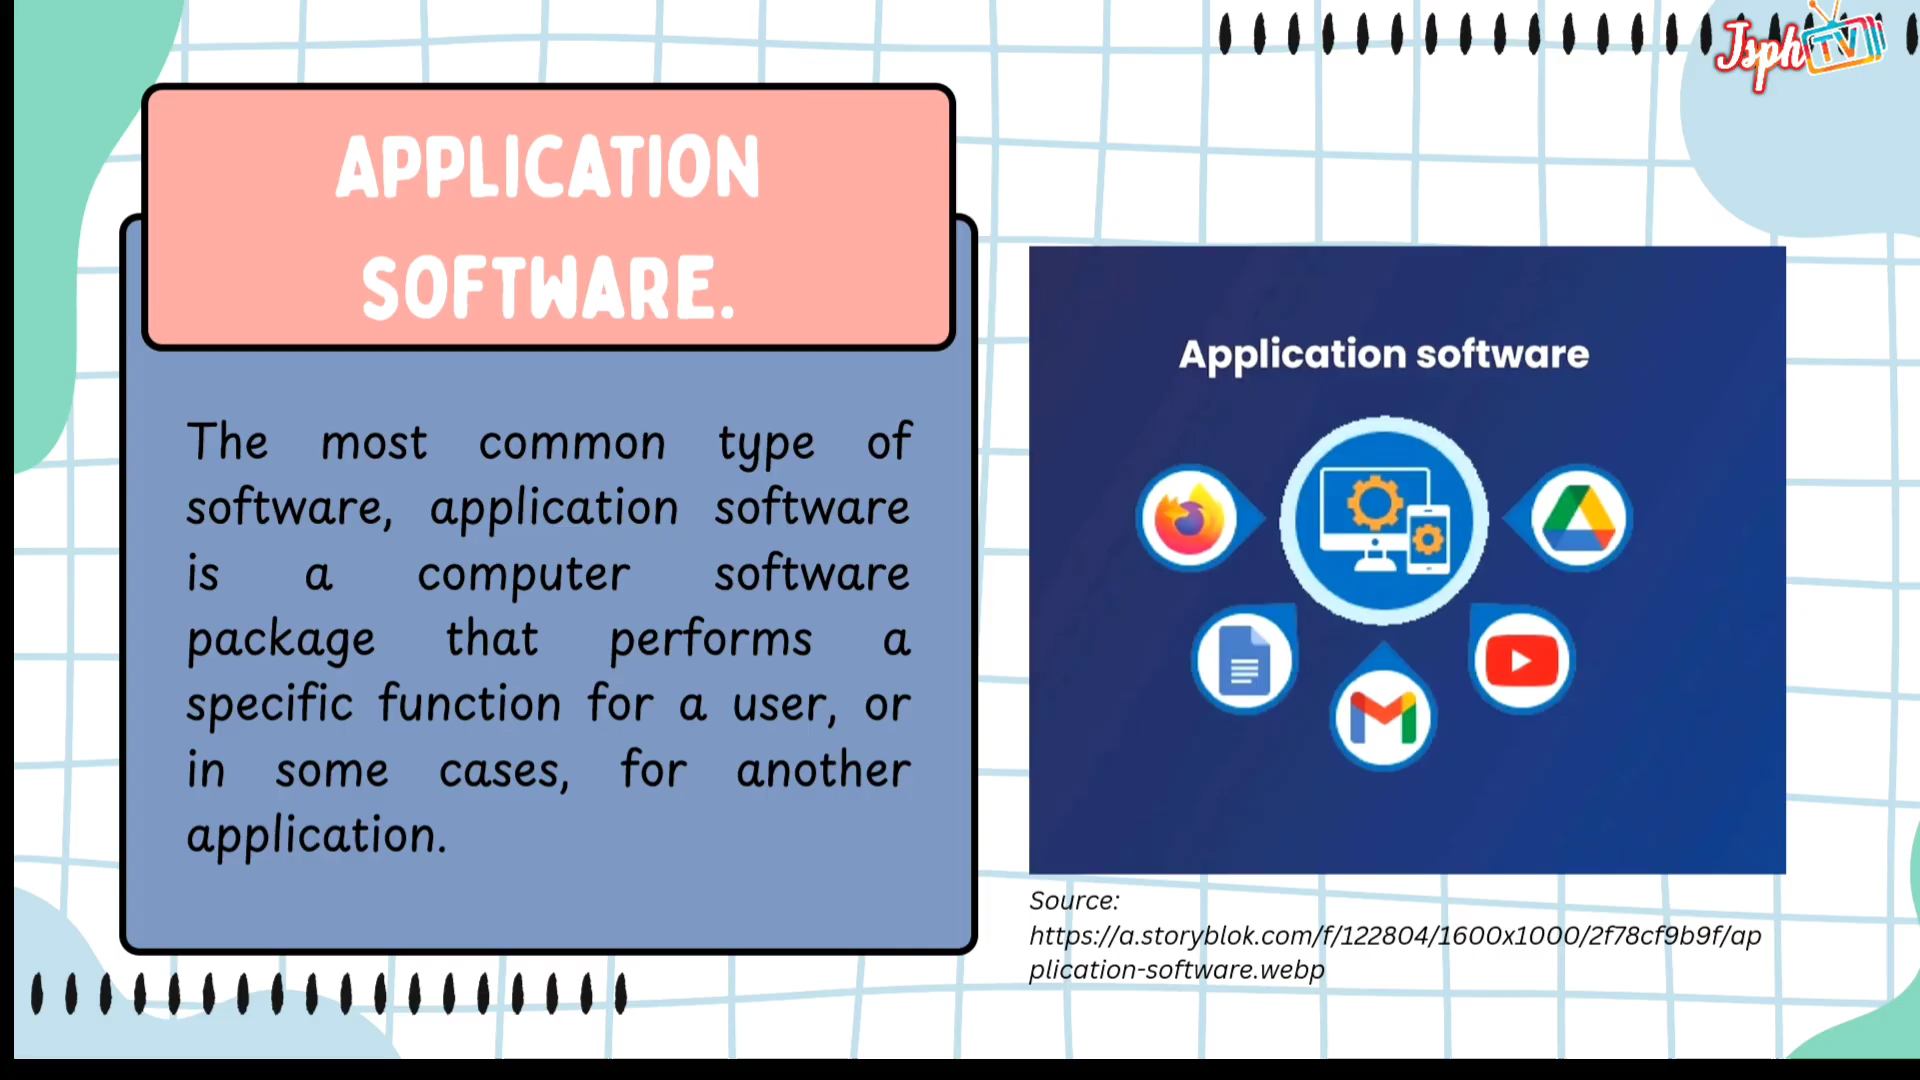 Jsph TV
APPLICATION
SOFTWARE.
The most common type of
software, application software
is a computer software
package that performs a
specific function for a user, or
in some cases, for another
application.
Application software
Source:
https://a.storyblok.com/f/122804/1600x1000/2f78cf9b9f/ap
plication-software.webp